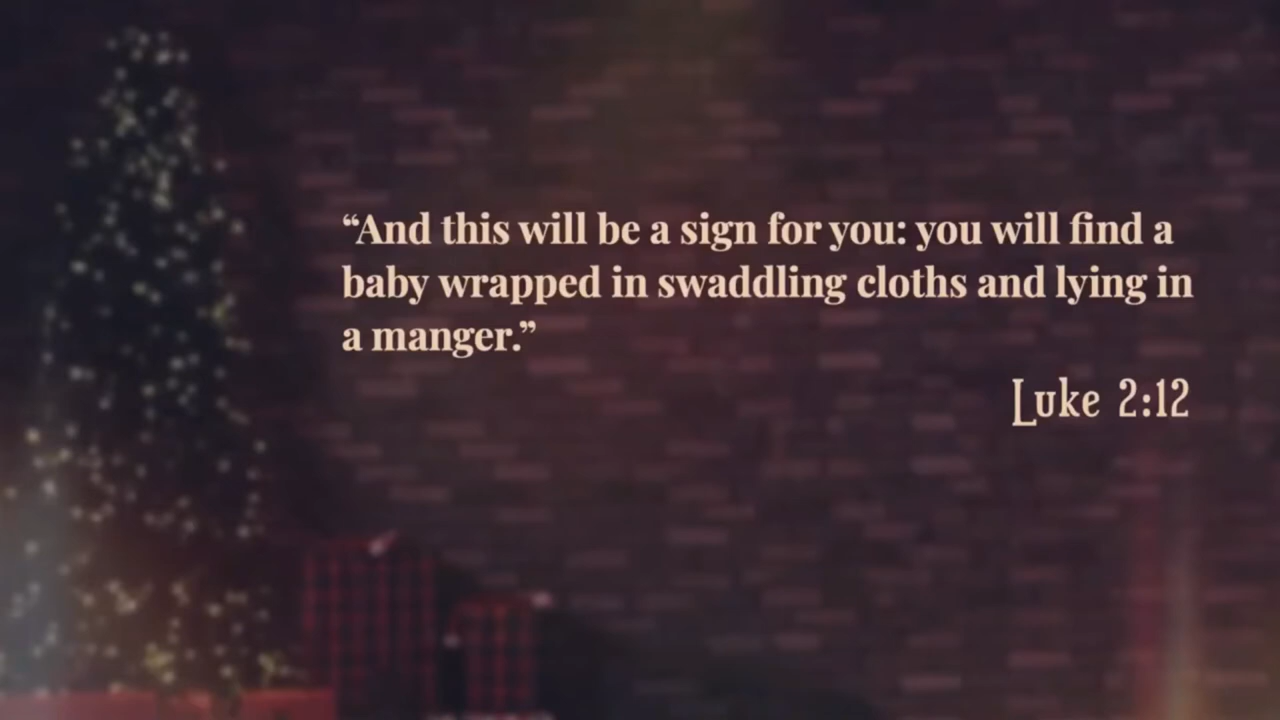 “And this will be a sign for you: you will find a
baby wrapped in swaddling cloths and lying in
a manger.”
Luke 2:12